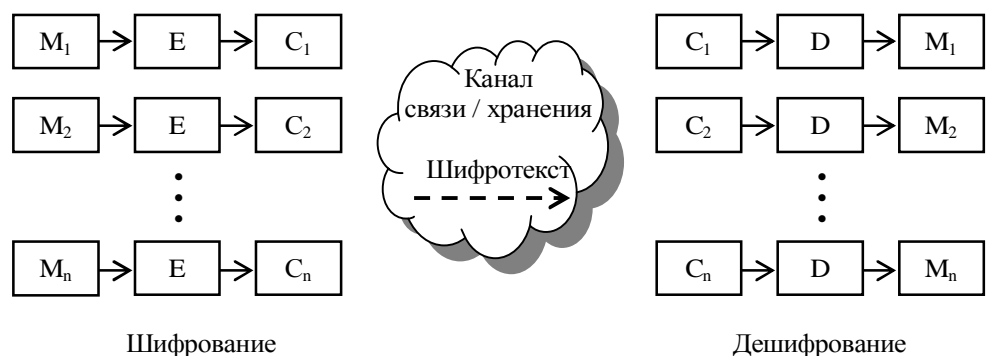 M₁ E C₁
M₂ E C₂
Mₙ E Cₙ
Шифрование
Канал
связи / хранения
Шифротекст
C₁ D M₁
C₂ D M₂
Cₙ D Mₙ
Дешифрование